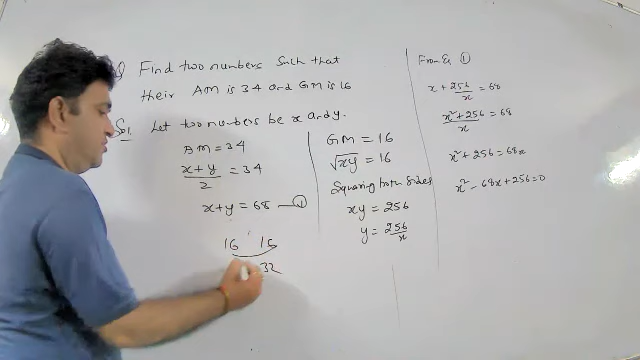 Q Find two numbers such that
their AM is 34 and GM is 16
Sol. Let two numbers be x and y.
AM = 34
x+y/2 = 34
x+y = 68 —①
16 16
32
GM = 16
√xy = 16
Squaring both sides
xy = 256
y = 256/x
From Eq ①
x + 256/x = 68
x²+256/x = 68
x² + 256 = 68x
x² - 68x + 256 = 0